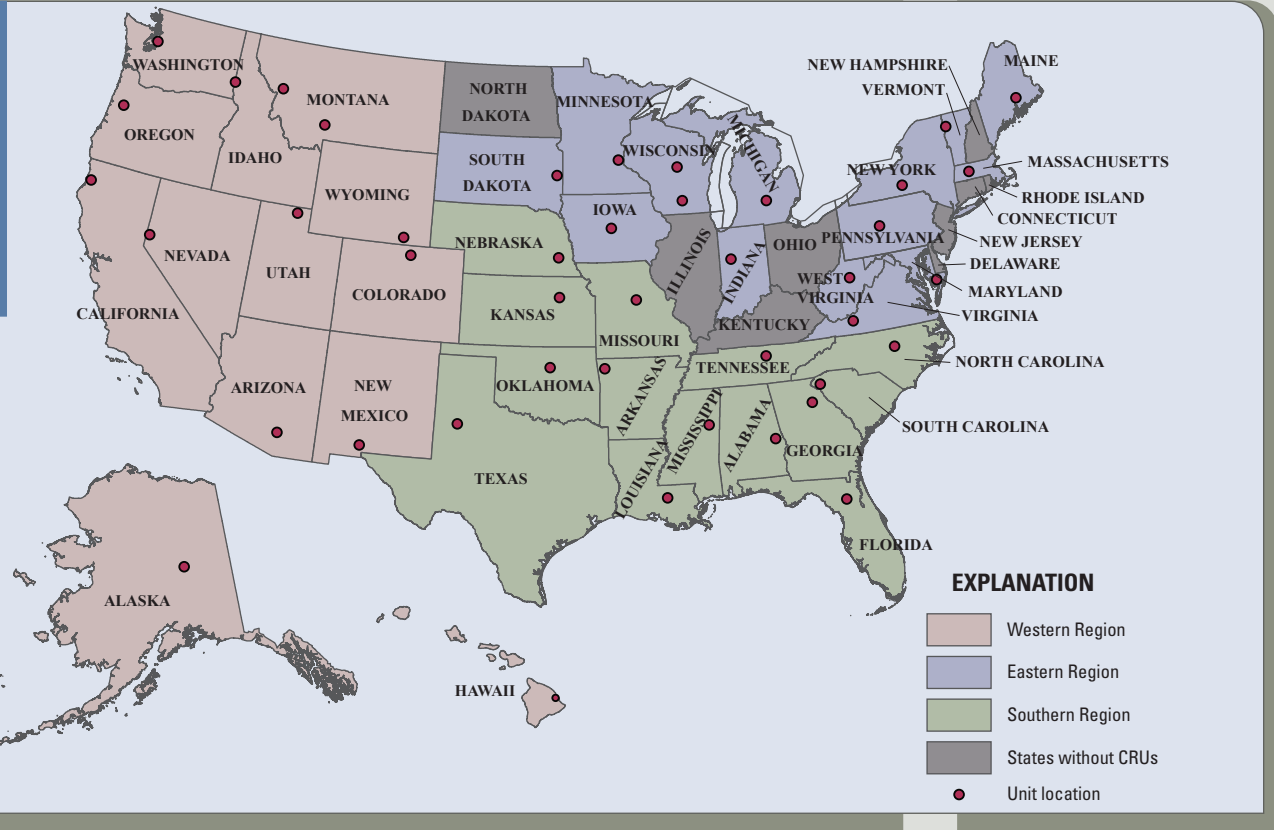 WASHINGTON
MONTANA
OREGON
IDAHO
WYOMING
NEVADA
UTAH
COLORADO
CALIFORNIA
ARIZONA
NEW
MEXICO
NORTH
DAKOTA
SOUTH
DAKOTA
MINNESOTA
WISCONSIN
MICHIGAN
IOWA
NEBRASKA
KANSAS
MISSOURI
ILLINOIS
INDIANA
OHIO
KENTUCKY
TENNESSEE
OKLAHOMA
ARKANSAS
TEXAS
LOUISIANA
MISSISSIPPI
ALABAMA
GEORGIA
FLORIDA
NEW HAMPSHIRE
VERMONT
MAINE
NEW YORK
MASSACHUSETTS
RHODE ISLAND
CONNECTICUT
PENNSYLVANIA
NEW JERSEY
DELAWARE
MARYLAND
WEST
VIRGINIA
VIRGINIA
NORTH CAROLINA
SOUTH CAROLINA
ALASKA
HAWAII
EXPLANATION
Western Region
Eastern Region
Southern Region
States without CRUs
Unit location